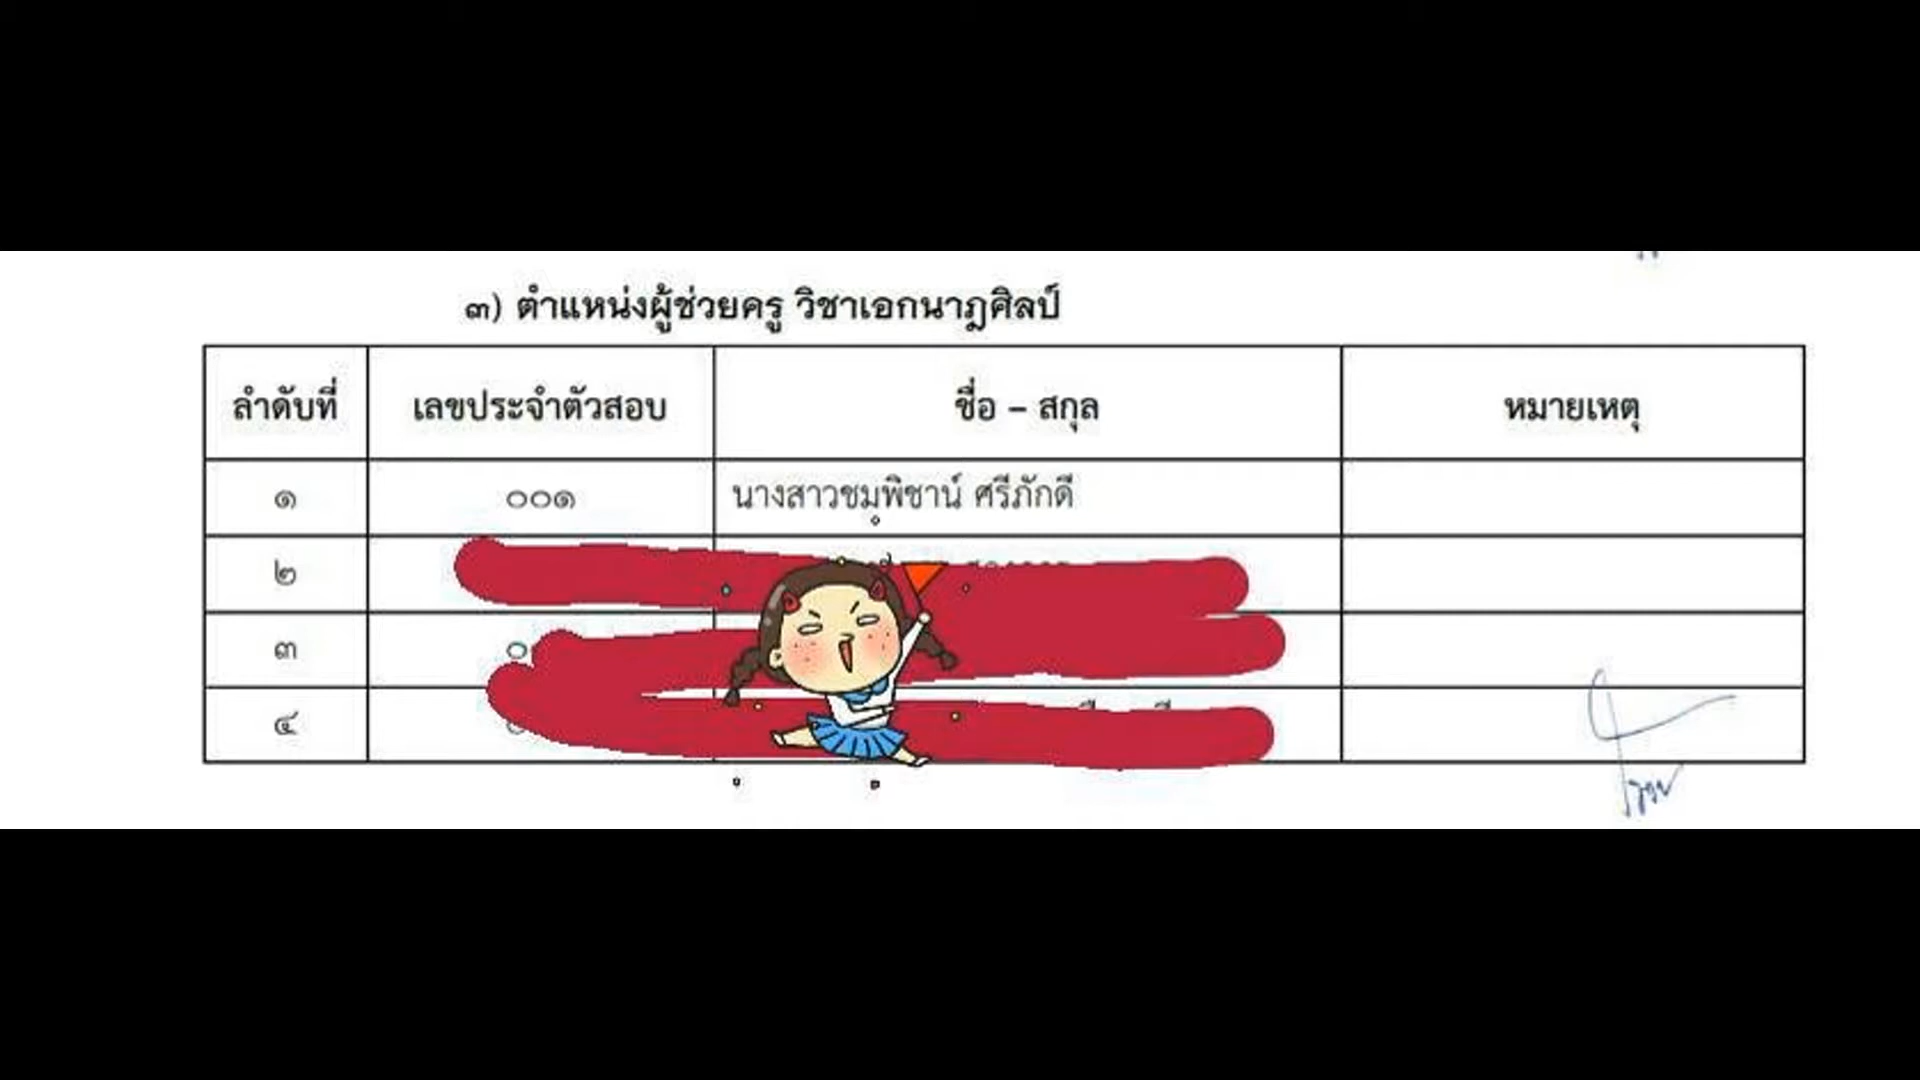 ๓) ตำแหน่งผู้ช่วยครู วิชาเอกนาฎศิลป์
ลำดับที่ เลขประจำตัวสอบ ชื่อ – สกุล หมายเหตุ
๑ ๐๐๑ นางสาวชมพิชาน์ ศรีภักดี
๒
๓ ๐
๔